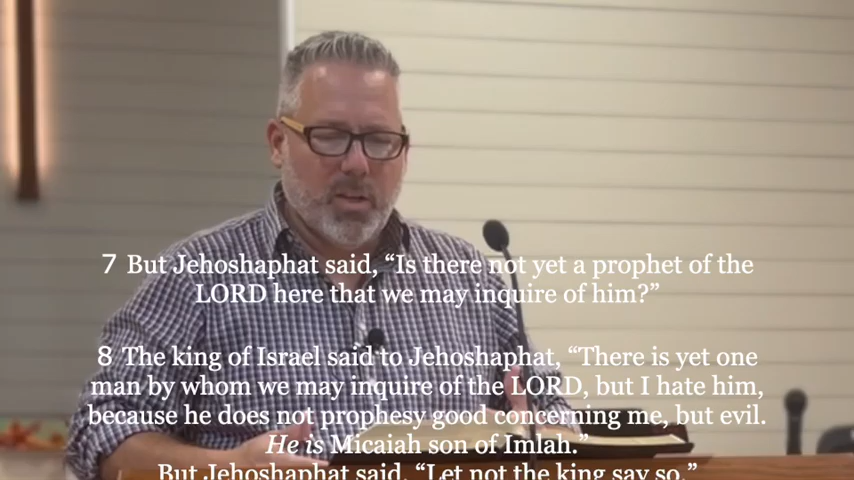 7 But Jehoshaphat said, “Is there not yet a prophet of the
LORD here that we may inquire of him?”
8 The king of Israel said to Jehoshaphat, “There is yet one
man by whom we may inquire of the LORD, but I hate him,
because he does not prophesy good concerning me, but evil.
He is Micaiah son of Imlah.”
But Jehoshaphat said, “Let not the king say so.”